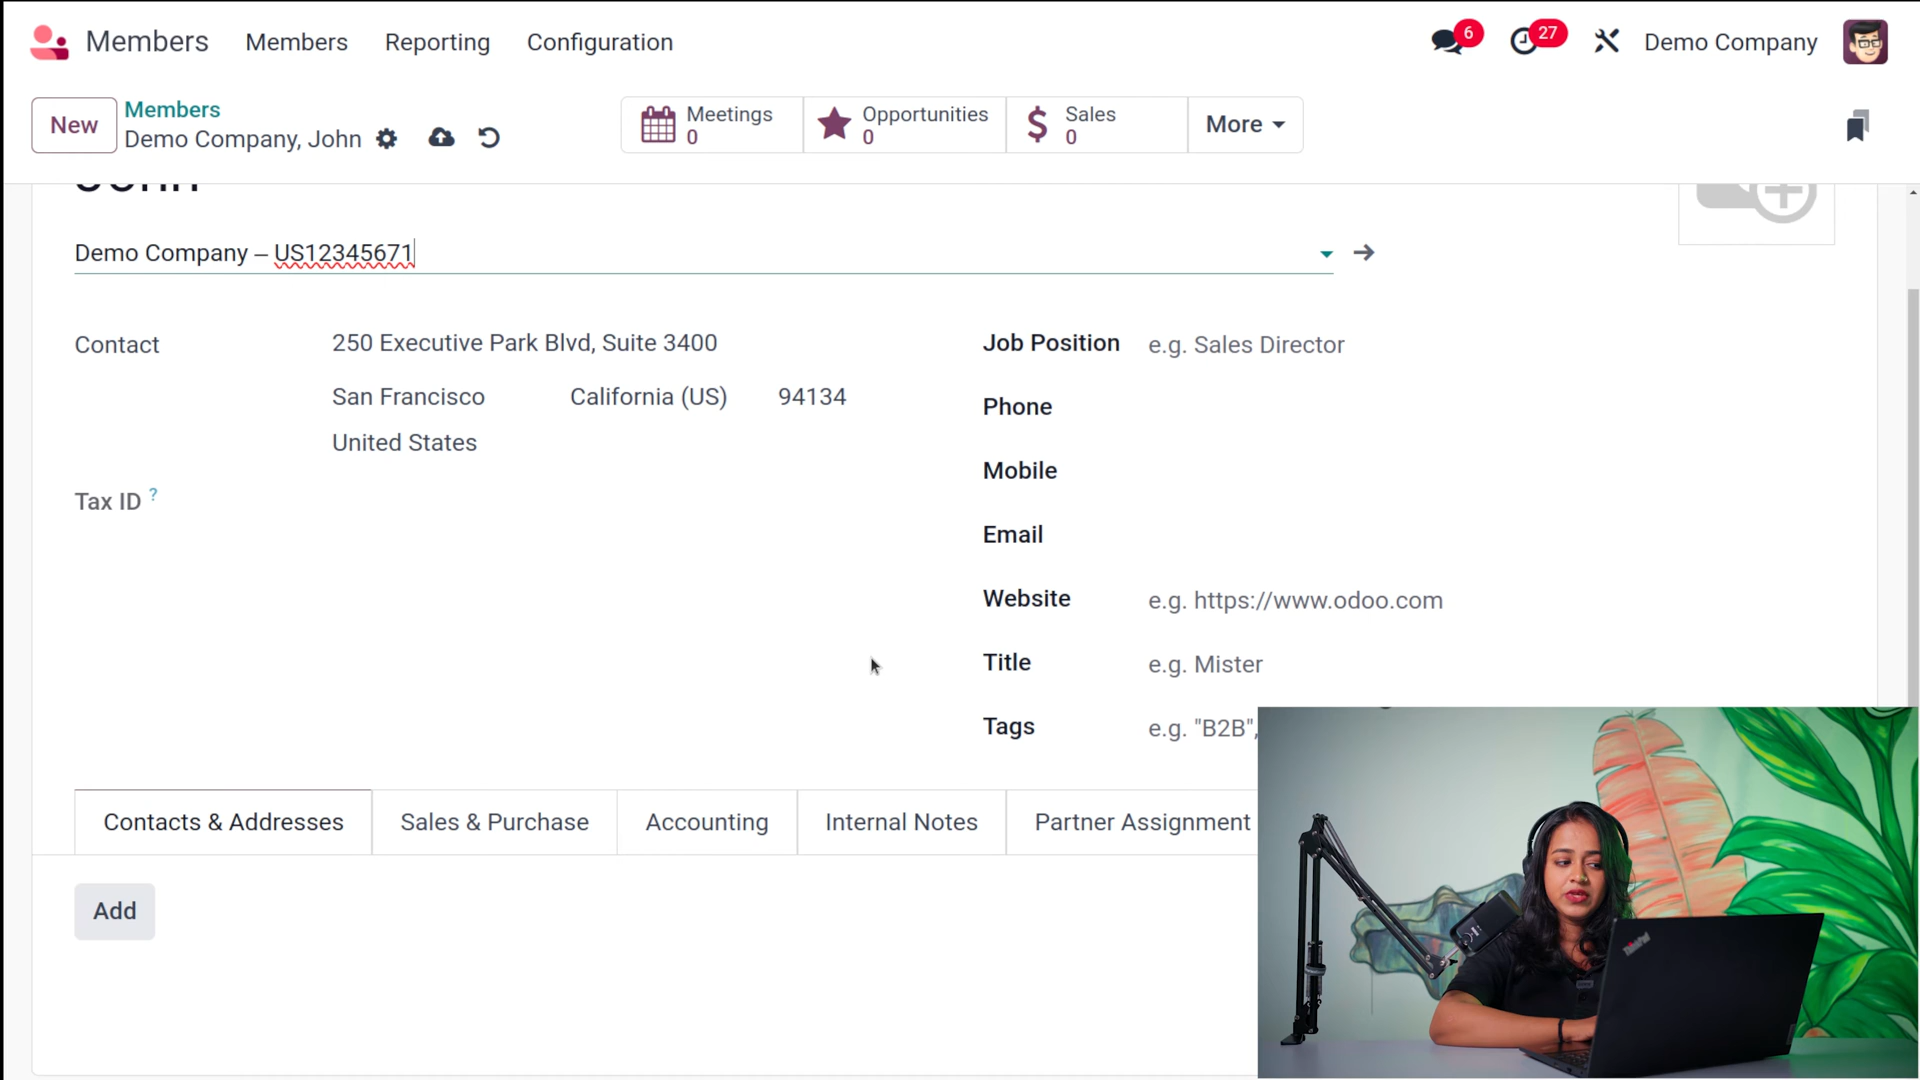 Members Members Reporting Configuration 6 27 Demo Company
New Members Demo Company, John
Meetings 0 Opportunities 0 Sales 0 More
John
Demo Company – US12345671
Contact 250 Executive Park Blvd, Suite 3400
San Francisco California (US) 94134
United States
Tax ID ?
Job Position e.g. Sales Director
Phone
Mobile
Email
Website e.g. https://www.odoo.com
Title e.g. Mister
Tags e.g. "B2B",
Contacts & Addresses Sales & Purchase Accounting Internal Notes Partner Assignment
Add
ThinkPad